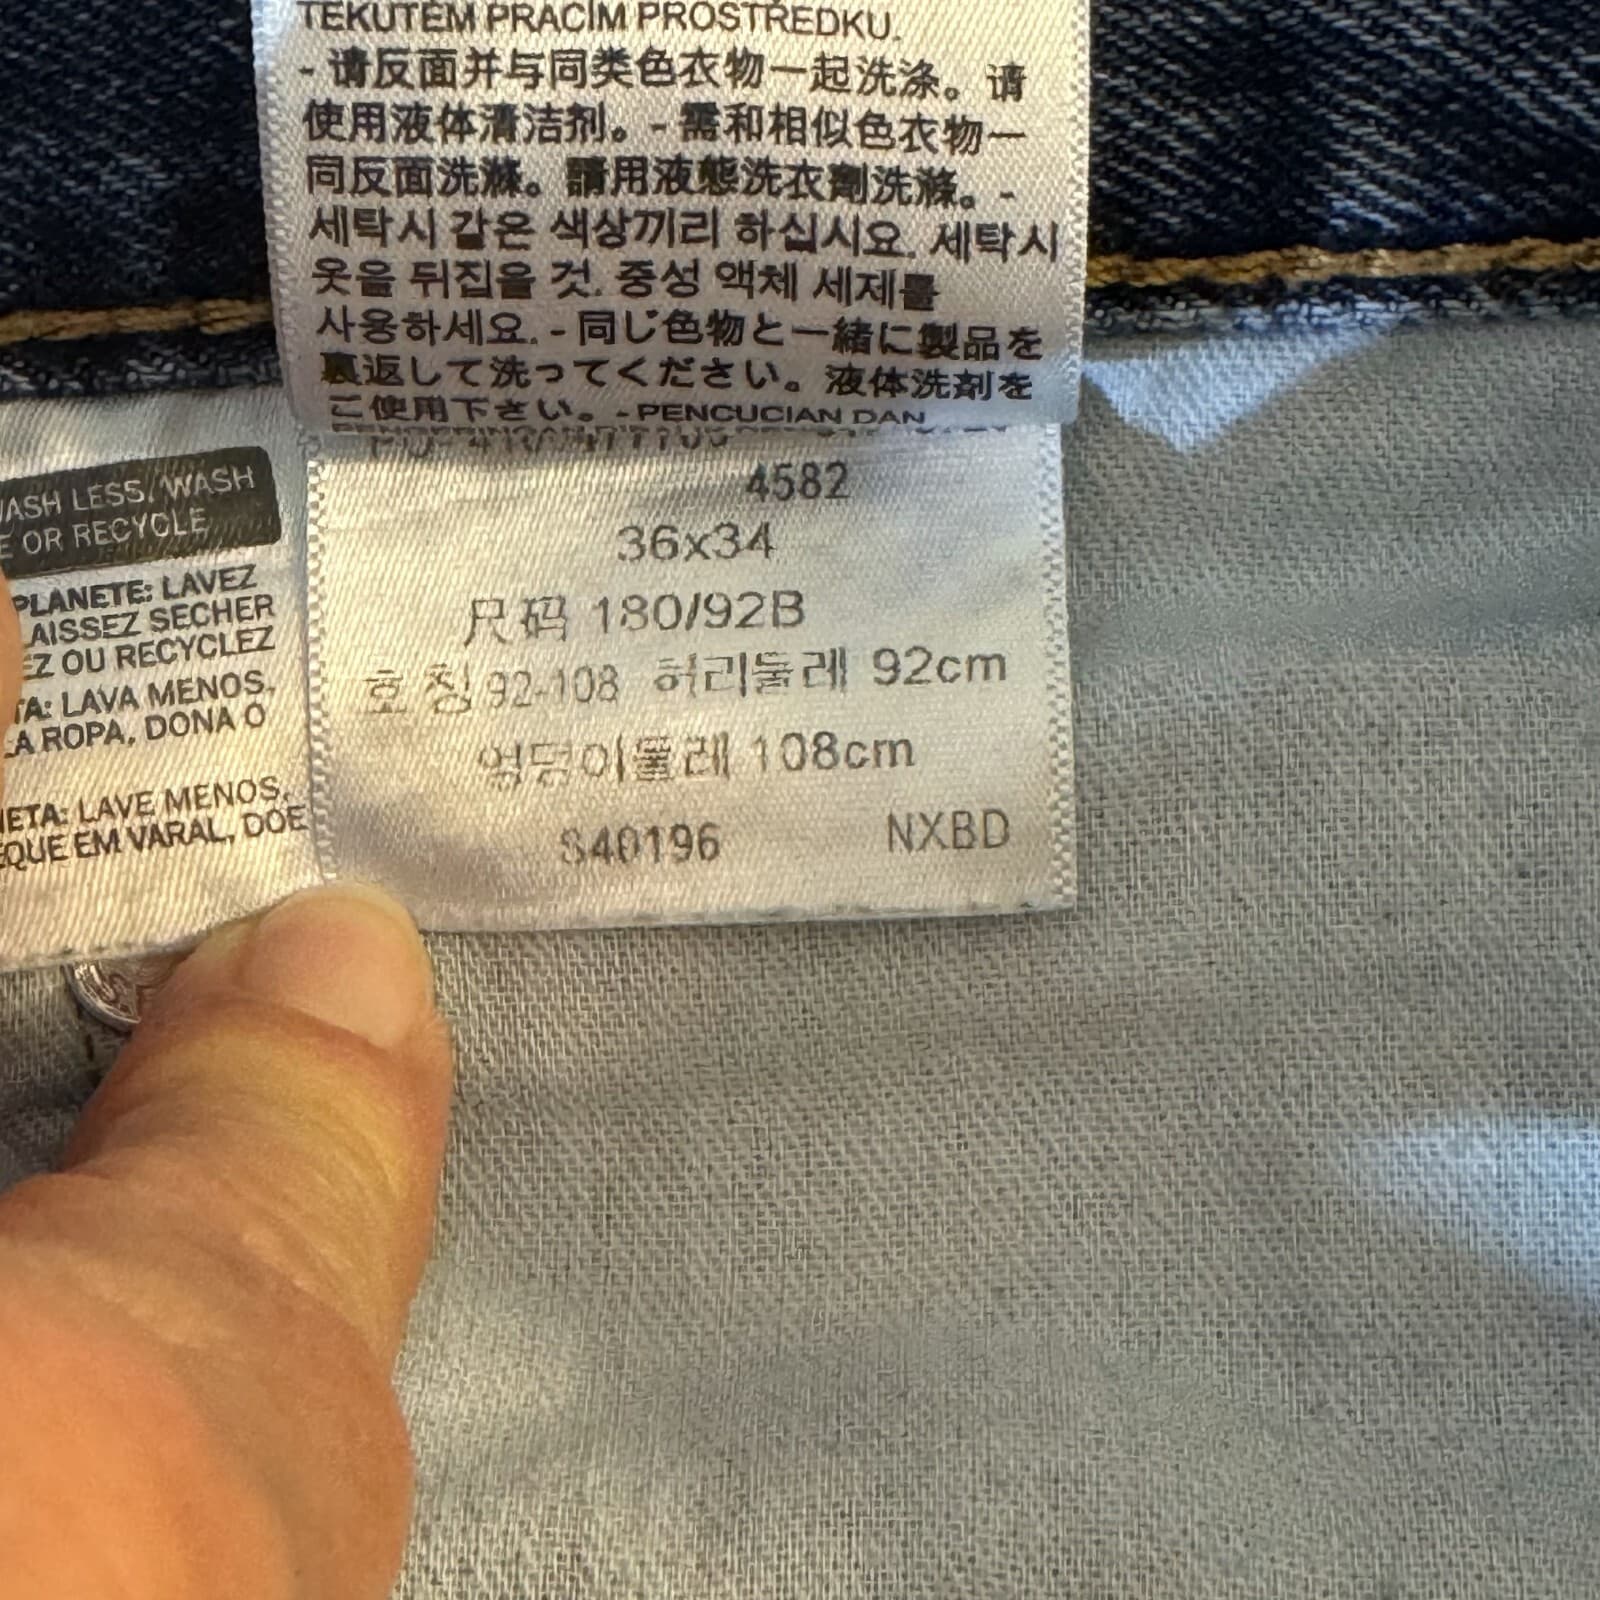 TEKUTÉM PRACÍM PROSTŘEDKU.
- 请反面并与同类色衣物一起洗涤。请
使用液体清洁剂。- 需和相似色衣物一
同反面洗滌。請用液態洗衣劑洗滌。-
세탁시 같은 색상끼리 하십시요. 세탁시
옷을 뒤집을 것. 중성 액체 세제를
사용하세요. - 同じ色物と一緒に製品を
裏返して洗ってください。液体洗剤を
ご使用下さい。- PENCUCIAN DAN
4582
36x34
尺码 180/92B
호칭 92-108 허리둘레 92cm
엉덩이둘레 108cm
S40196 NXBD
WASH LESS, WASH
E OR RECYCLE
PLANETE: LAVEZ
LAISSEZ SECHER
EZ OU RECYCLEZ
TA: LAVA MENOS,
LA ROPA, DONA O
NETA: LAVE MENOS,
EQUE EM VARAL, DOE